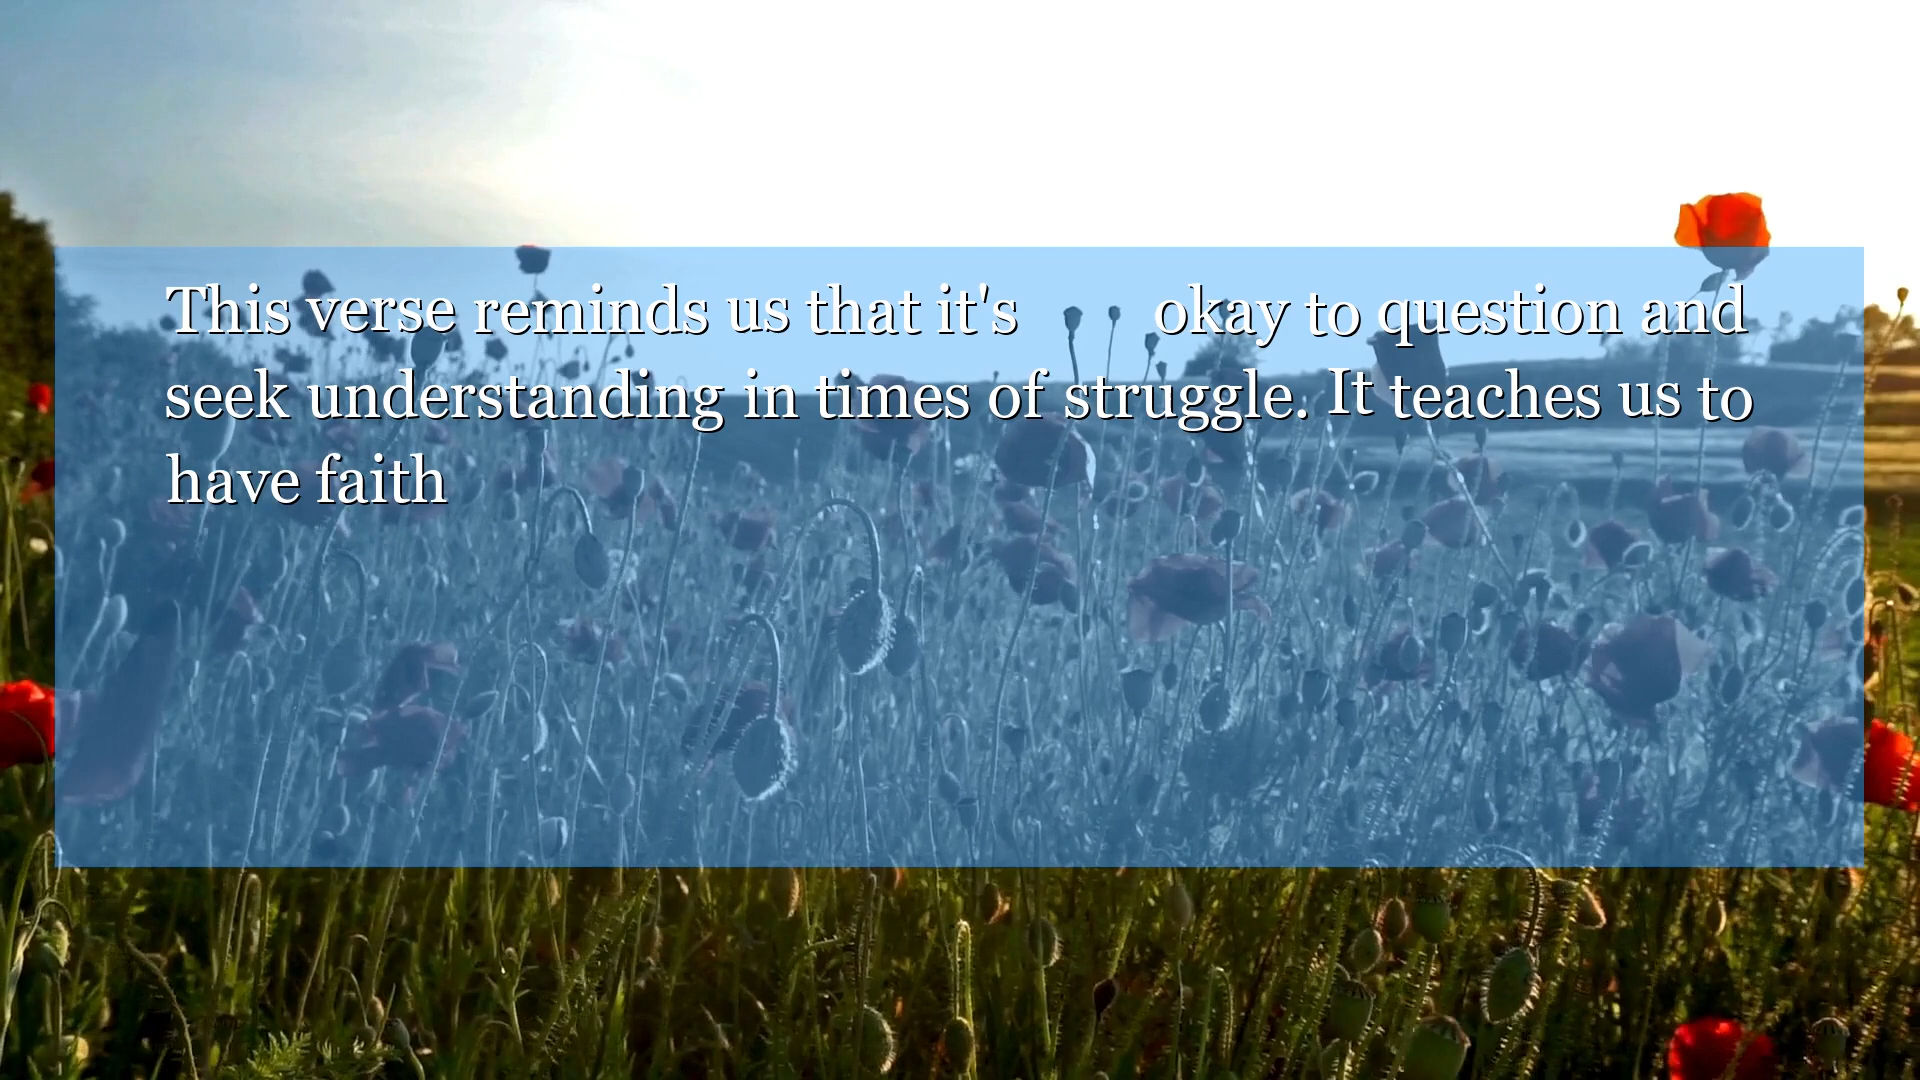 This verse reminds us that it's okay to question and
seek understanding in times of struggle. It teaches us to
have faith